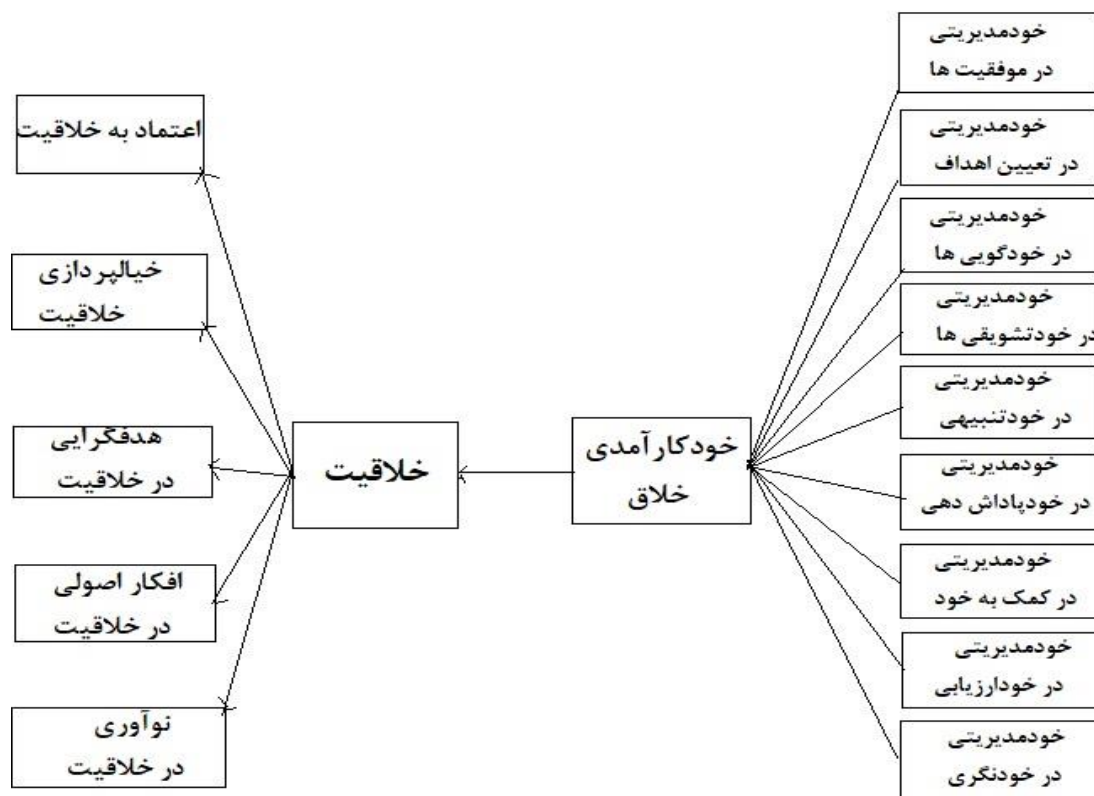 خودمدیریتی
در موفقیت ها
خودمدیریتی
در تعیین اهداف
خودمدیریتی
در خودگویی ها
خودمدیریتی
در خودتشویقی ها
خودمدیریتی
در خودتنبیهی
خودمدیریتی
در خودپاداش دهی
خودمدیریتی
در کمک به خود
خودمدیریتی
در خودارزیابی
خودمدیریتی
در خودنگری
خودکارآمدی
خلاق
خلاقیت
اعتماد به خلاقیت
خیالپردازی
خلاقیت
هدفگرایی
در خلاقیت
افکار اصولی
در خلاقیت
نوآوری
در خلاقیت